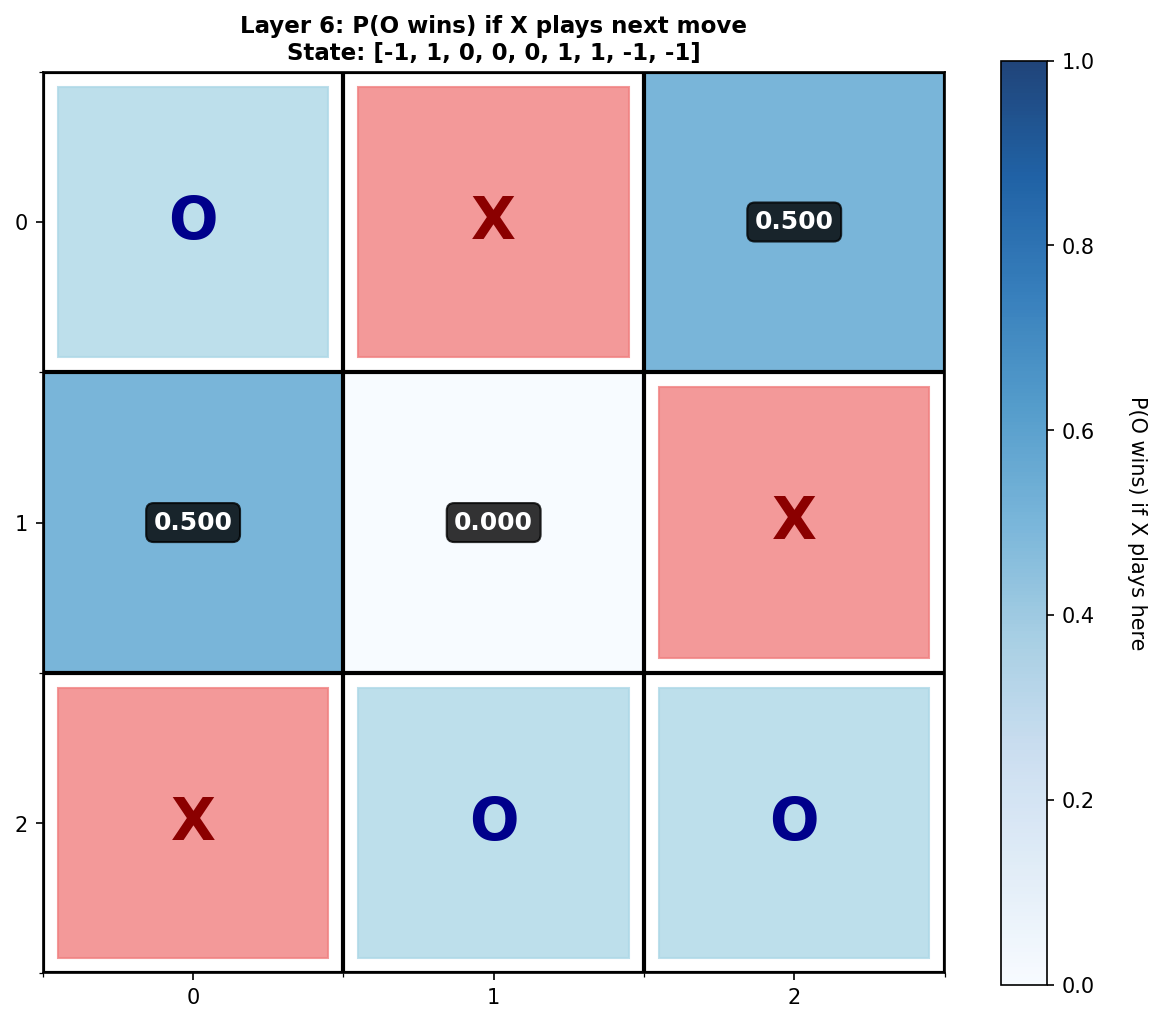 Layer 6: P(O wins) if X plays next move
State: [-1, 1, 0, 0, 0, 1, 1, -1, -1]
0
O
X
0.500
1
0.500
0.000
X
2
X
O
O
0
1
2
1.0
0.8
0.6
0.4
0.2
0.0
P(O wins) if X plays here